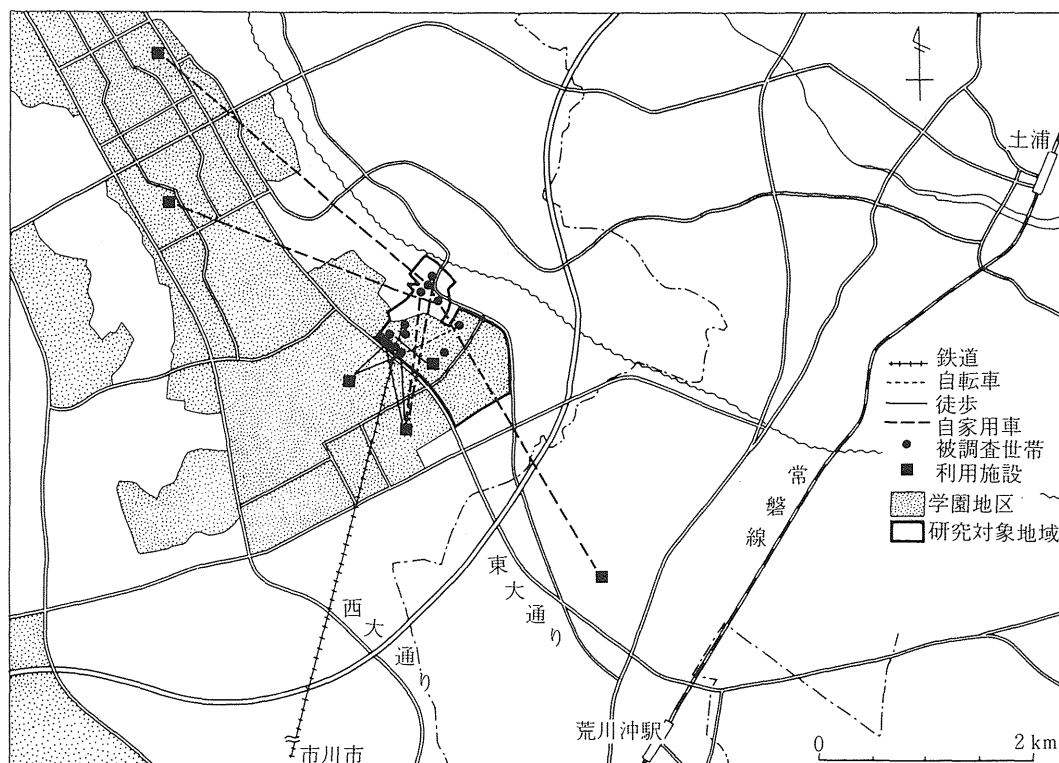 土浦
鉄道
自転車
徒歩
自家用車
被調査世帯
利用施設
学園地区
研究対象地域
常磐線
東大通り
西大通り
荒川沖駅
市川市
0 2km